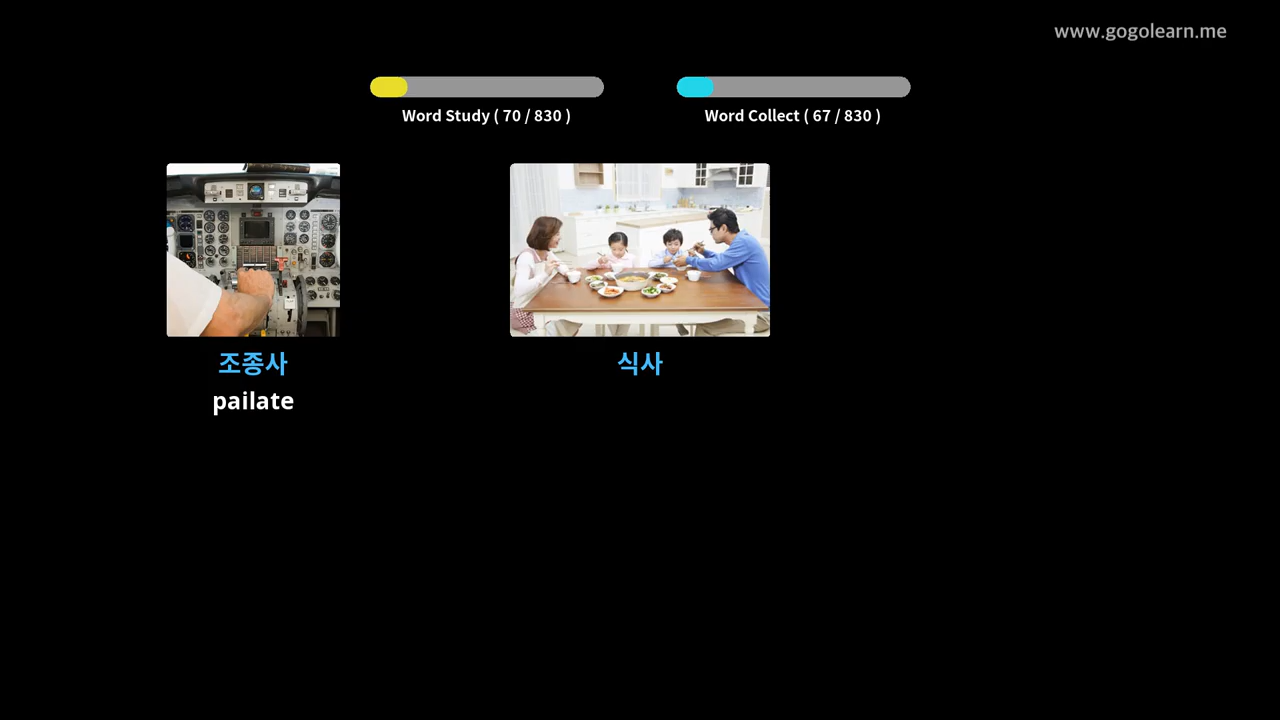 www.gogolearn.me
Word Study ( 70 / 830 )
Word Collect ( 67 / 830 )
조종사
pailate
식사